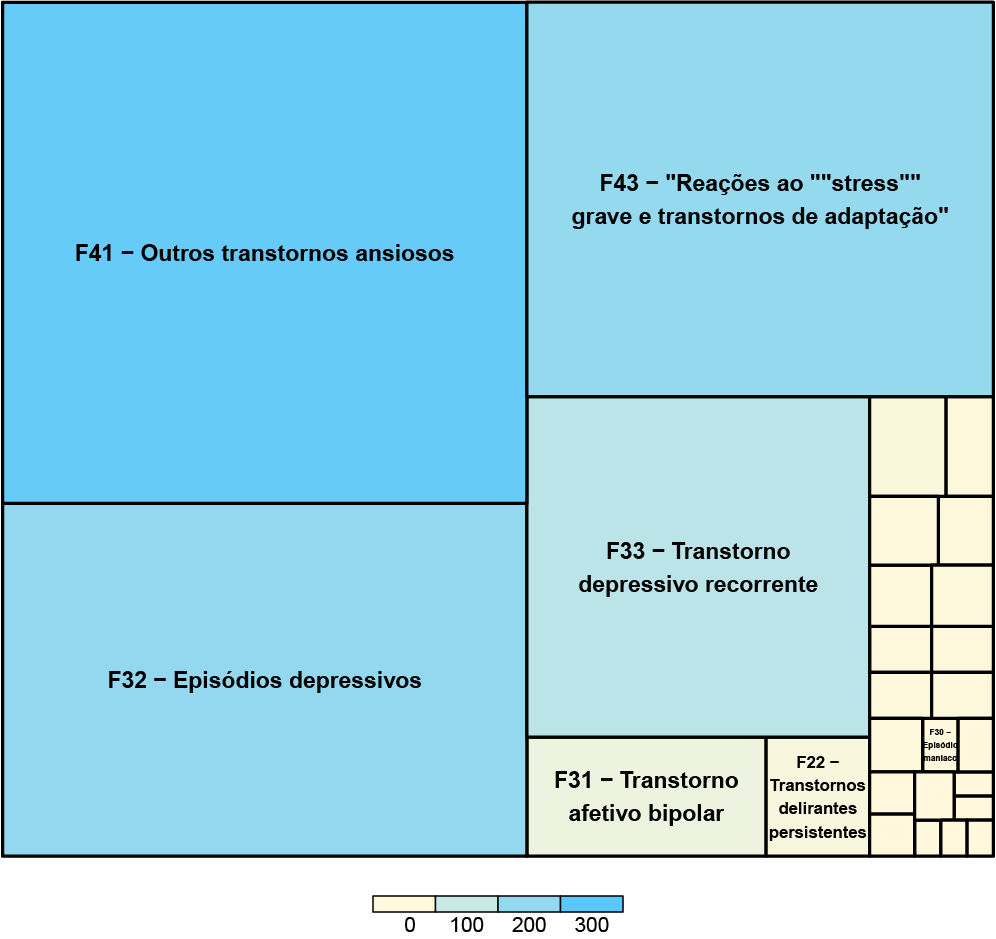 F41 − Outros transtornos ansiosos
F43 − "Reações ao ""stress""
grave e transtornos de adaptação"
F32 − Episódios depressivos
F33 − Transtorno
depressivo recorrente
F31 − Transtorno
afetivo bipolar
F22 −
Transtornos
delirantes
persistentes
F30 −
Episódio
maniaco
0 100 200 300